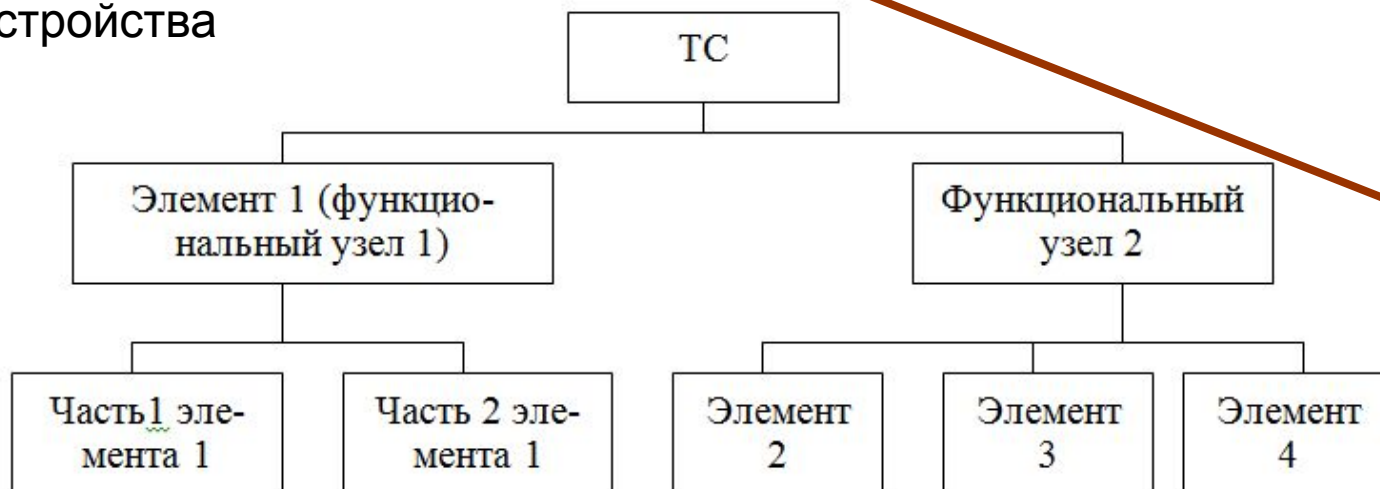 стройства
ТС
Элемент 1 (функцио-
нальный узел 1)
Функциональный
узел 2
Часть1 эле-
мента 1
Часть 2 эле-
мента 1
Элемент
2
Элемент
3
Элемент
4